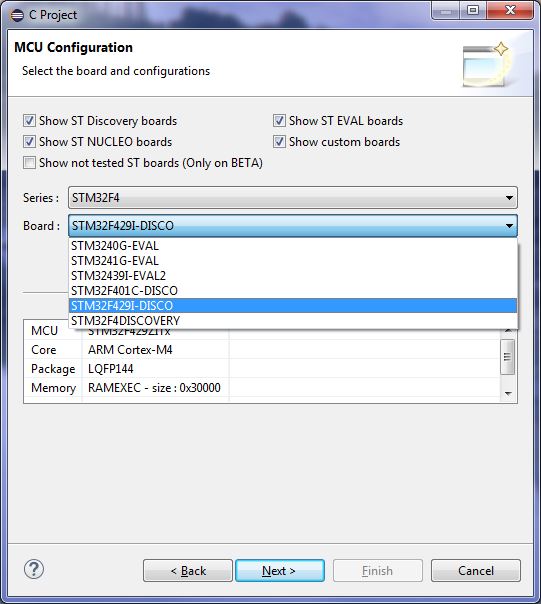 C Project
MCU Configuration
Select the board and configurations
Show ST Discovery boards
Show ST EVAL boards
Show ST NUCLEO boards
Show custom boards
Show not tested ST boards (Only on BETA)
Series : STM32F4
Board : STM32F429I-DISCO
STM3240G-EVAL
STM3241G-EVAL
STM32439I-EVAL2
STM32F401C-DISCO
STM32F429I-DISCO
STM32F4DISCOVERY
MCU STM32F429ZITx
Core ARM Cortex-M4
Package LQFP144
Memory RAMEXEC - size : 0x30000
? < Back Next > Finish Cancel